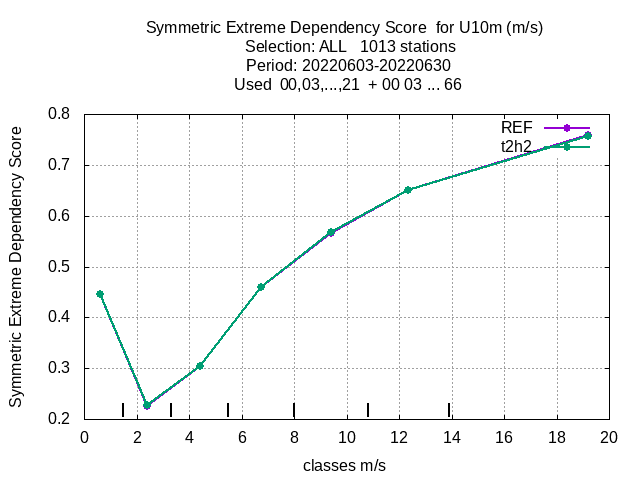 Symmetric Extreme Dependency Score  for U10m (m/s)
Selection: ALL   1013 stations
Period: 20220603-20220630
Used  00,03,...,21  + 00 03 ... 66
Symmetric Extreme Dependency Score
0.8
0.7
0.6
0.5
0.4
0.3
0.2
REF
t2h2
0 2 4 6 8 10 12 14 16 18 20
classes m/s